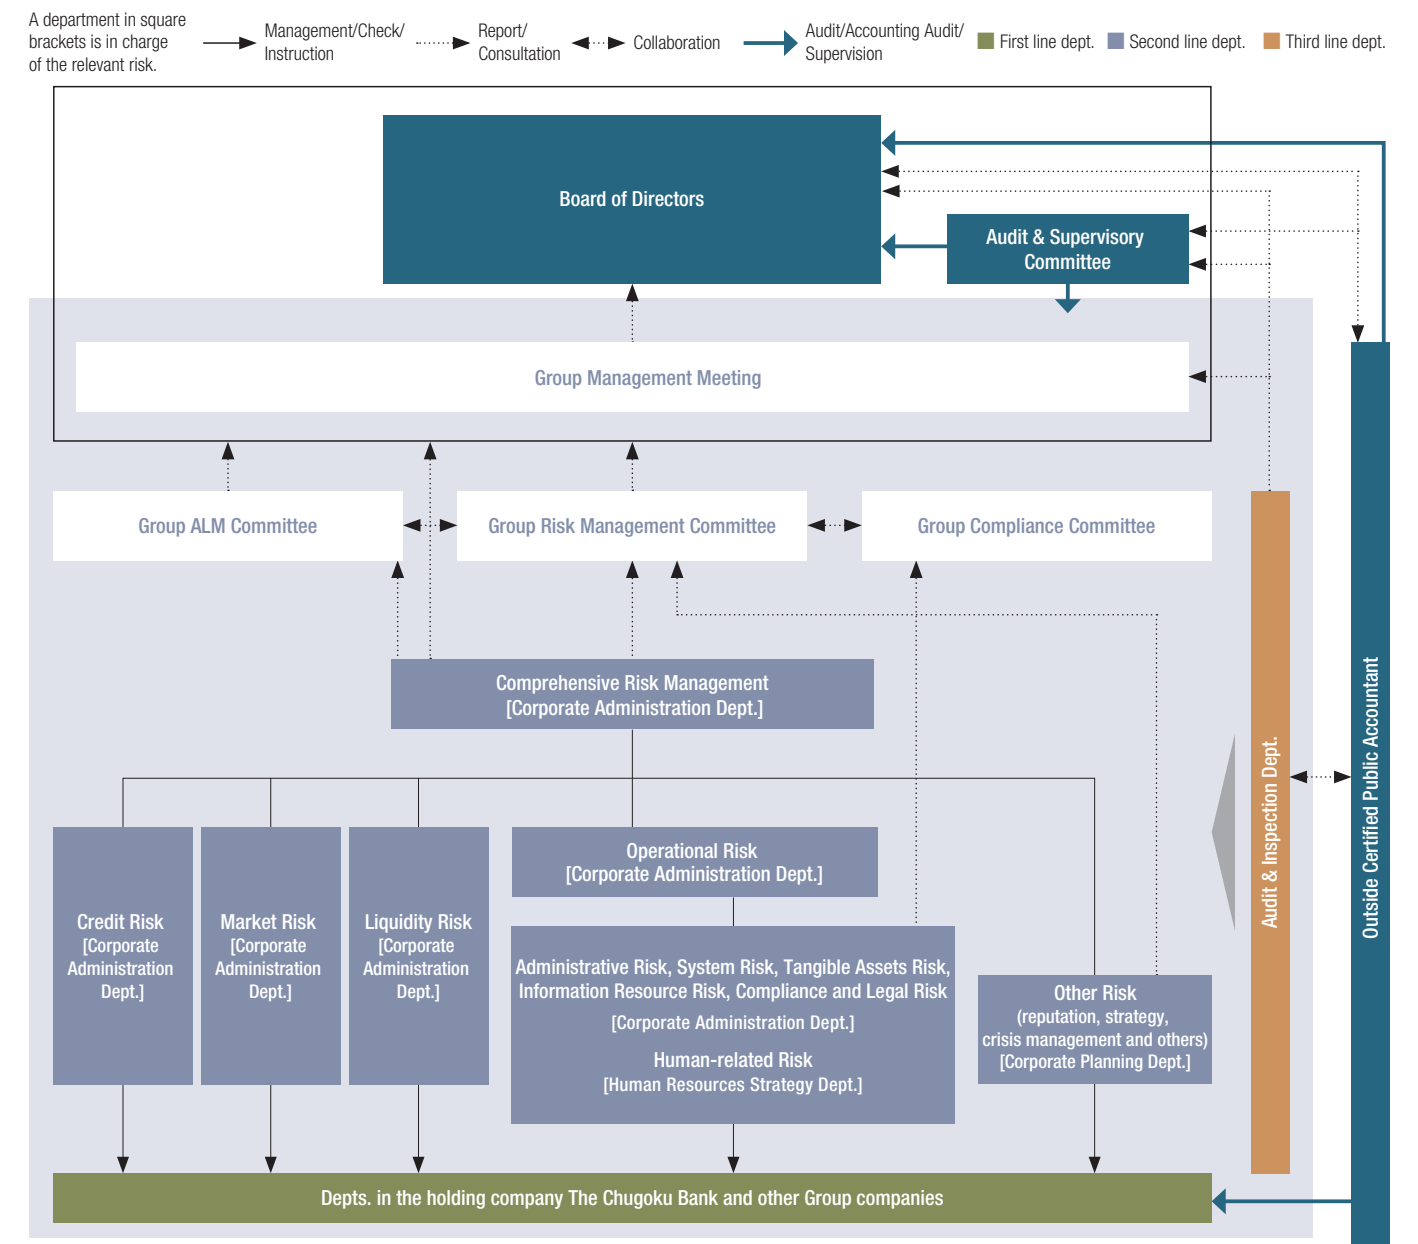 A department in square
brackets is in charge
of the relevant risk.
Management/Check/
Instruction
Report/
Consultation
Collaboration
Audit/Accounting Audit/
Supervision
First line dept.
Second line dept.
Third line dept.
Board of Directors
Audit & Supervisory
Committee
Group Management Meeting
Group ALM Committee
Group Risk Management Committee
Group Compliance Committee
Comprehensive Risk Management
[Corporate Administration Dept.]
Credit Risk
[Corporate
Administration
Dept.]
Market Risk
[Corporate
Administration
Dept.]
Liquidity Risk
[Corporate
Administration
Dept.]
Operational Risk
[Corporate Administration Dept.]
Administrative Risk, System Risk, Tangible Assets Risk,
Information Resource Risk, Compliance and Legal Risk
[Corporate Administration Dept.]
Human-related Risk
[Human Resources Strategy Dept.]
Other Risk
(reputation, strategy,
crisis management and others)
[Corporate Planning Dept.]
Audit & Inspection Dept.
Outside Certified Public Accountant
Depts. in the holding company The Chugoku Bank and other Group companies